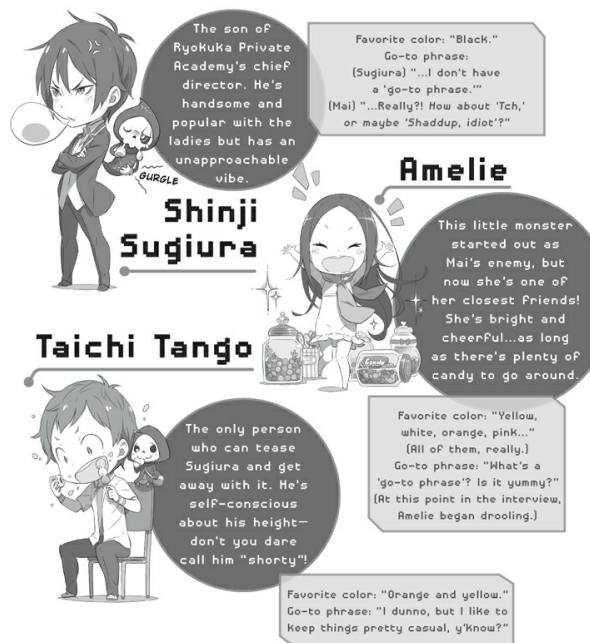 The son of
Ryokuka Private
Academy's chief
director. He's
handsome and
popular with the
ladies but has an
unapproachable
vibe.
Favorite color: "Black."
Go-to phrase:
(Sugiura) "...I don't have
a 'go-to phrase.'"
(Mai) "...Really?! How about 'Tch,'
or maybe 'Shaddup, idiot'?"
GURGLE
Shinji
Sugiura
Amelie
This little monster
started out as
Mai's enemy, but
now she's one of
her closest friends!
She's bright and
cheerful...as long
as there's plenty of
candy to go around.
Candy
Favorite color: "Yellow,
white, orange, pink..."
(All of them, really.)
Go-to phrase: "What's a
'go-to phrase'? Is it yummy?"
(At this point in the interview,
Amelie began drooling.)
Taichi Tango
The only person
who can tease
Sugiura and get
away with it. He's
self-conscious
about his height—
don't you dare
call him "shorty"!
Favorite color: "Orange and yellow."
Go-to phrase: "I dunno, but I like to
keep things pretty casual, y'know?"